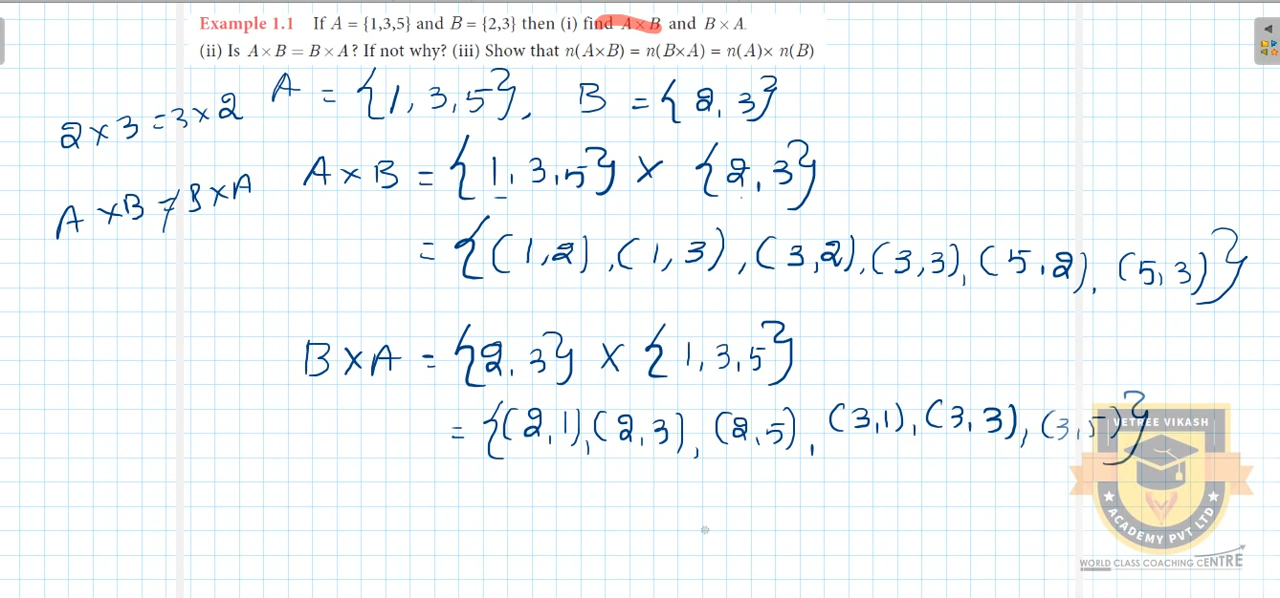 Example 1.1 If A = {1,3,5} and B = {2,3} then (i) find A × B and B × A.
(ii) Is A × B = B × A? If not why? (iii) Show that n(A×B) = n(B×A) = n(A)× n(B)
A = {1, 3, 5}, B = {2, 3}
2 × 3 = 3 × 2
A × B = {1, 3, 5} × {2, 3}
A × B ≠ B × A
= {(1,2), (1,3), (3,2), (3,3), (5,2), (5,3)}
B × A = {2, 3} × {1, 3, 5}
= {(2,1), (2,3), (2,5), (3,1), (3,3), (3,5)}
VETREE VIKASH
ACADEMY PVT LTD
WORLD CLASS COACHING CENTRE